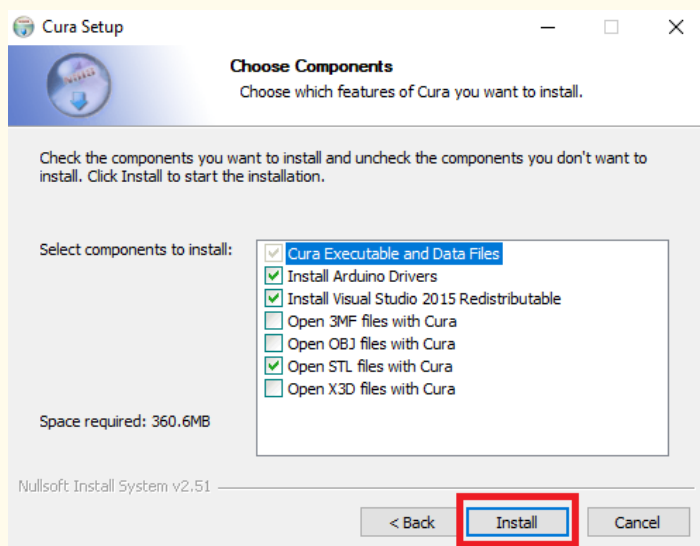 Cura Setup
Choose Components
Choose which features of Cura you want to install.
Check the components you want to install and uncheck the components you don't want to
install. Click Install to start the installation.
Select components to install:
Cura Executable and Data Files
Install Arduino Drivers
Install Visual Studio 2015 Redistributable
Open 3MF files with Cura
Open OBJ files with Cura
Open STL files with Cura
Open X3D files with Cura
Space required: 360.6MB
Nullsoft Install System v2.51
< Back Install Cancel